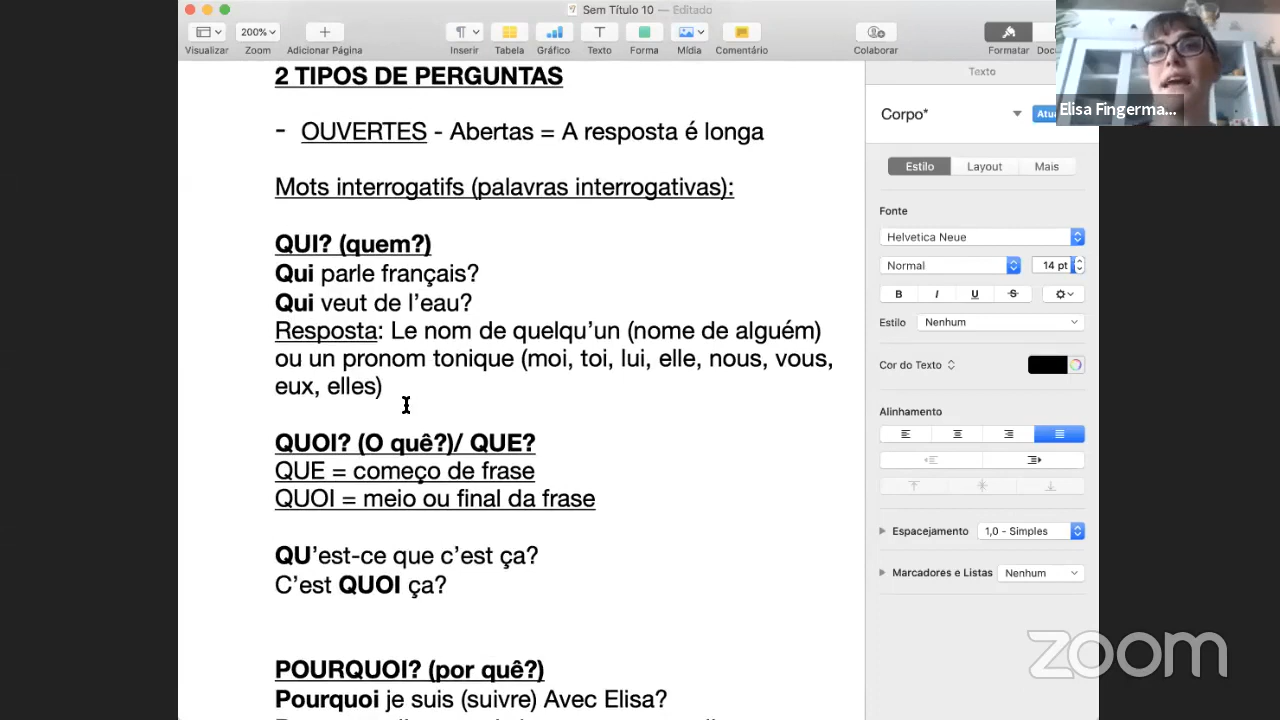 Sem Título 10 — Editado
Visualizar
200%
Zoom
Adicionar Página
Inserir
Tabela
Gráfico
Texto
Forma
Mídia
Comentário
Colaborar
Formatar
Elisa Fingerma...
2 TIPOS DE PERGUNTAS
- OUVERTES - Abertas = A resposta é longa
Mots interrogatifs (palavras interrogativas):
QUI? (quem?)
Qui parle français?
Qui veut de l’eau?
Resposta: Le nom de quelqu’un (nome de alguém)
ou un pronom tonique (moi, toi, lui, elle, nous, vous,
eux, elles)
QUOI? (O quê?)/ QUE?
QUE = começo de frase
QUOI = meio ou final da frase
QU’est-ce que c’est ça?
C’est QUOI ça?
POURQUOI? (por quê?)
Pourquoi je suis (suivre) Avec Elisa?
Texto
Corpo*
Estilo
Layout
Mais
Fonte
Helvetica Neue
Normal
14 pt
B I U S
Estilo
Nenhum
Cor do Texto
Alinhamento
Espacejamento
1,0 - Simples
Marcadores e Listas
Nenhum
zoom